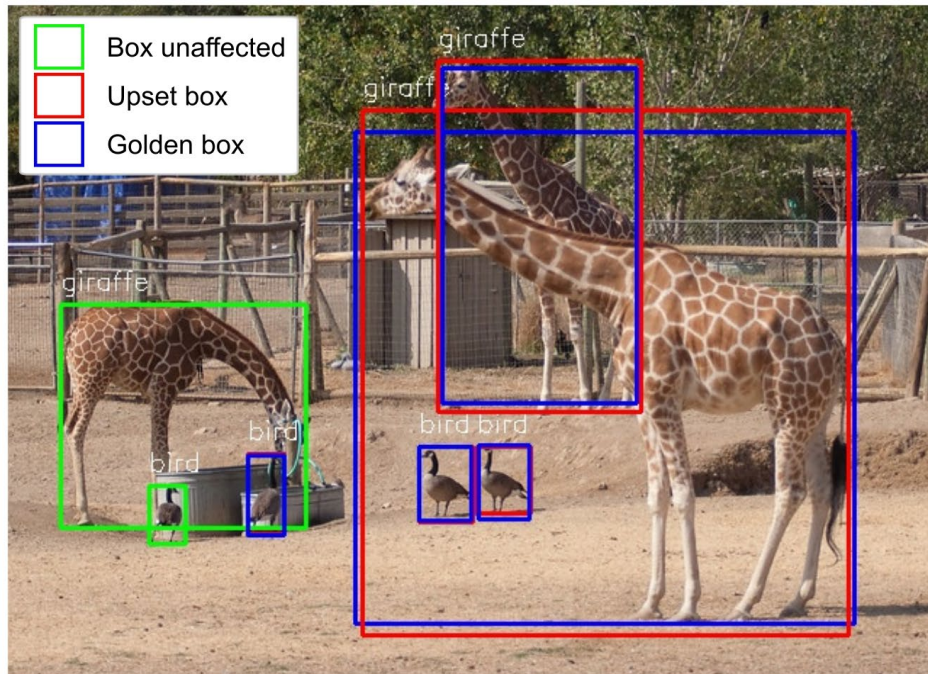 Box unaffected
Upset box
Golden box
giraffe
giraffe
giraffe
bird bird
bird
bird